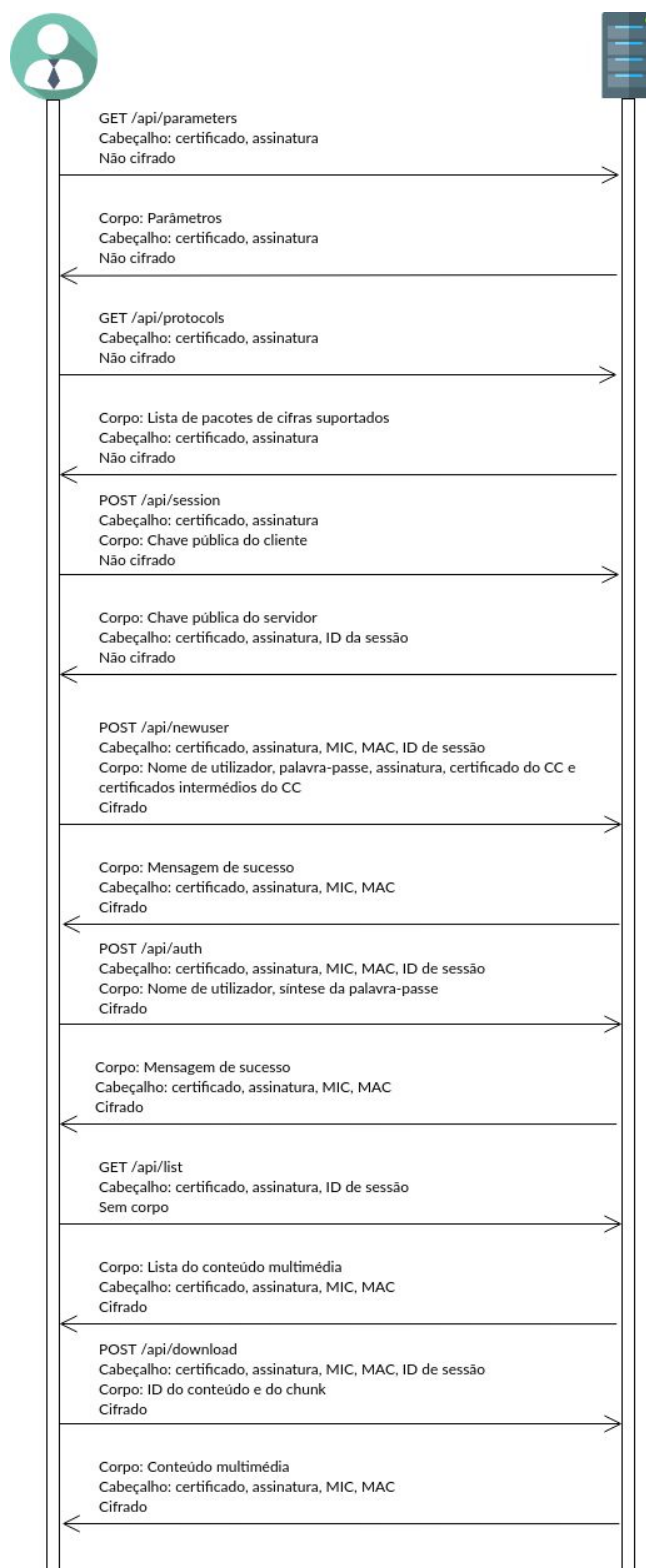 GET /api/parameters
Cabeçalho: certificado, assinatura
Não cifrado
Corpo: Parâmetros
Cabeçalho: certificado, assinatura
Não cifrado
GET /api/protocols
Cabeçalho: certificado, assinatura
Não cifrado
Corpo: Lista de pacotes de cifras suportados
Cabeçalho: certificado, assinatura
Não cifrado
POST /api/session
Cabeçalho: certificado, assinatura
Corpo: Chave pública do cliente
Não cifrado
Corpo: Chave pública do servidor
Cabeçalho: certificado, assinatura, ID da sessão
Não cifrado
POST /api/newuser
Cabeçalho: certificado, assinatura, MIC, MAC, ID de sessão
Corpo: Nome de utilizador, palavra-passe, assinatura, certificado do CC e
certificados intermédios do CC
Cifrado
Corpo: Mensagem de sucesso
Cabeçalho: certificado, assinatura, MIC, MAC
Cifrado
POST /api/auth
Cabeçalho: certificado, assinatura, MIC, MAC, ID de sessão
Corpo: Nome de utilizador, síntese da palavra-passe
Cifrado
Corpo: Mensagem de sucesso
Cabeçalho: certificado, assinatura, MIC, MAC
Cifrado
GET /api/list
Cabeçalho: certificado, assinatura, ID de sessão
Sem corpo
Corpo: Lista do conteúdo multimédia
Cabeçalho: certificado, assinatura, MIC, MAC
Cifrado
POST /api/download
Cabeçalho: certificado, assinatura, MIC, MAC, ID de sessão
Corpo: ID do conteúdo e do chunk
Cifrado
Corpo: Conteúdo multimédia
Cabeçalho: certificado, assinatura, MIC, MAC
Cifrado